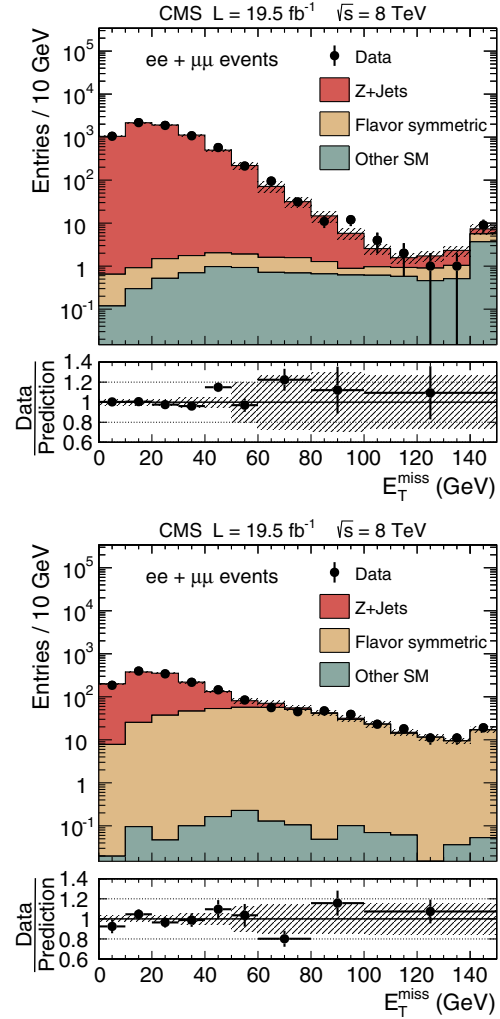 CMS L = 19.5 fb⁻¹ √s = 8 TeV
ee + μμ events
Data
Z+Jets
Flavor symmetric
Other SM
Entries / 10 GeV
10⁵
10⁴
10³
10²
10
1
10⁻¹
Data
Prediction
1.4
1.2
1
0.8
0.6
0 20 40 60 80 100 120 140
E_T^miss (GeV)
CMS L = 19.5 fb⁻¹ √s = 8 TeV
ee + μμ events
Data
Z+Jets
Flavor symmetric
Other SM
Entries / 10 GeV
10⁵
10⁴
10³
10²
10
1
10⁻¹
Data
Prediction
1.4
1.2
1
0.8
0.6
0 20 40 60 80 100 120 140
E_T^miss (GeV)